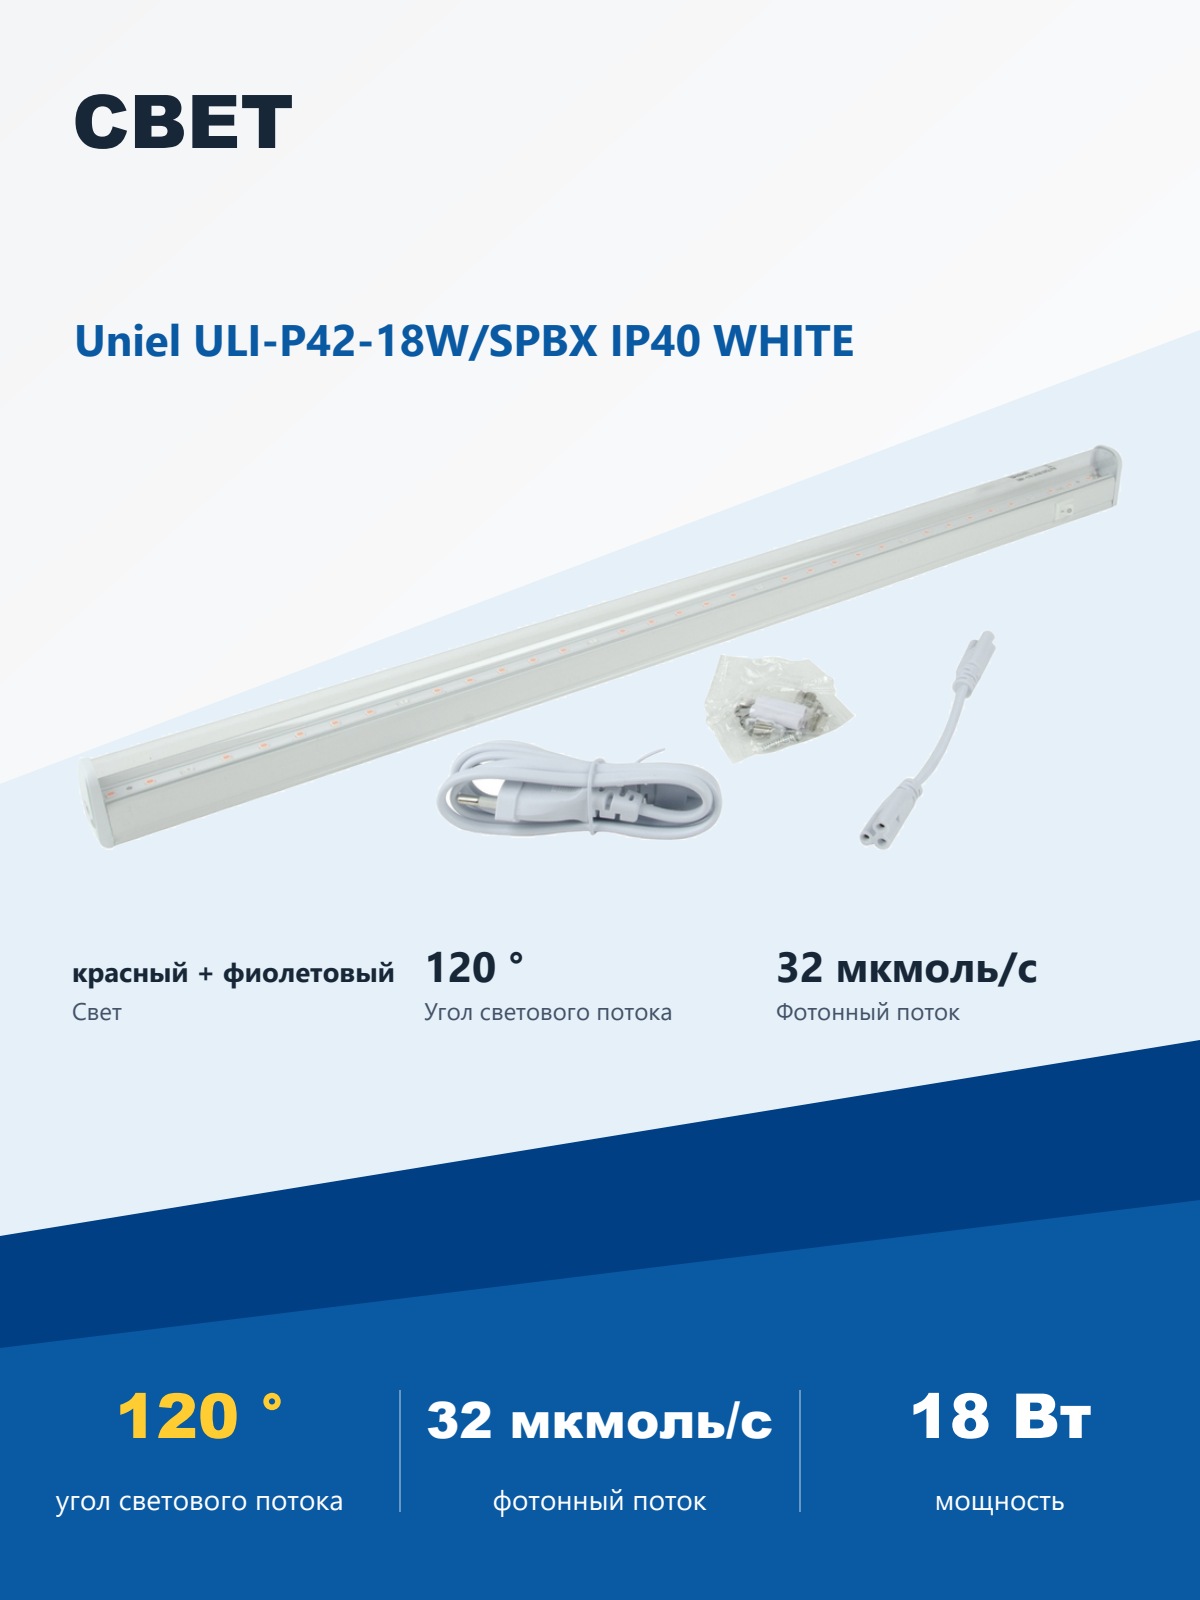 СВЕТ
Uniel ULI-P42-18W/SPBX IP40 WHITE
красный + фиолетовый
Свет
120 °
Угол светового потока
32 мкмоль/с
Фотонный поток
120 °
угол светового потока
32 мкмоль/с
фотонный поток
18 Вт
мощность